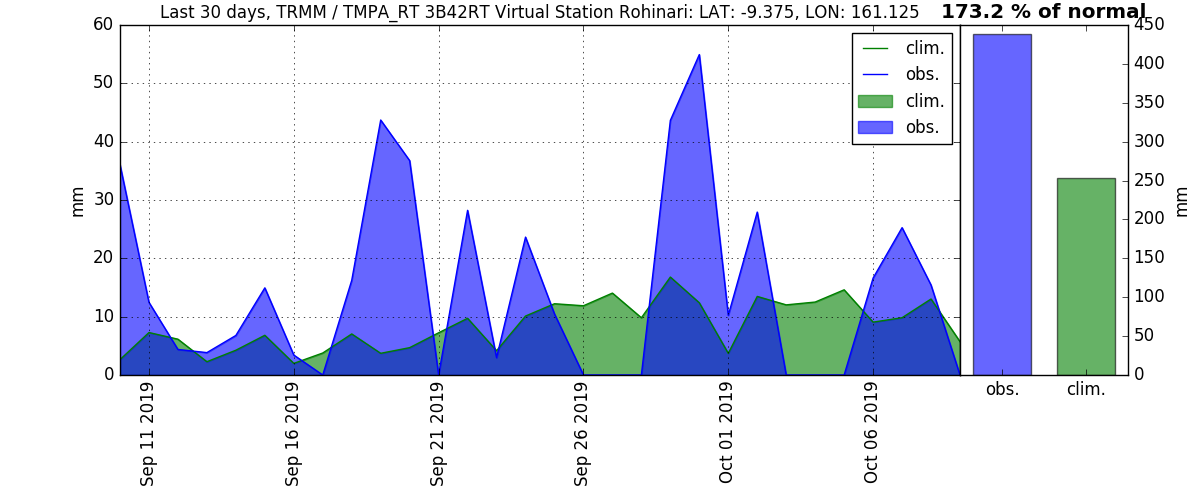 Last 30 days, TRMM / TMPA_RT 3B42RT Virtual Station Rohinari: LAT: -9.375, LON: 161.125
173.2 % of normal
60
50
40
30
20
10
0
mm
clim.
obs.
clim.
obs.
Sep 11 2019
Sep 16 2019
Sep 21 2019
Sep 26 2019
Oct 01 2019
Oct 06 2019
450
400
350
300
250
200
150
100
50
0
mm
obs.
clim.